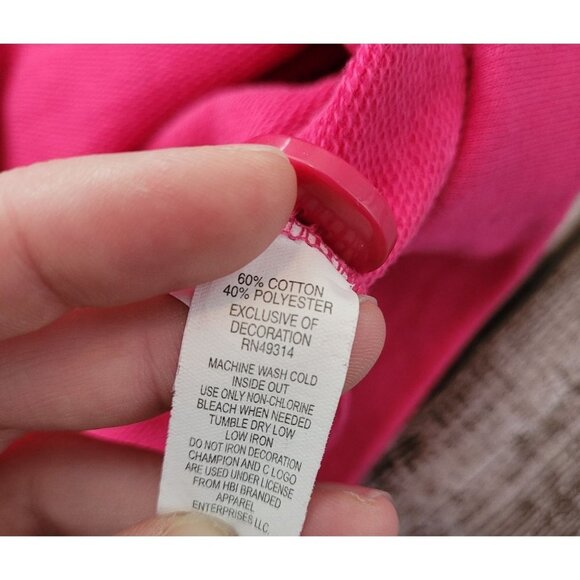 60% COTTON
40% POLYESTER
EXCLUSIVE OF
DECORATION
RN49314
MACHINE WASH COLD
INSIDE OUT
USE ONLY NON-CHLORINE
BLEACH WHEN NEEDED
TUMBLE DRY LOW
LOW IRON
DO NOT IRON DECORATION
CHAMPION AND C LOGO
ARE USED UNDER LICENSE
FROM HBI BRANDED
APPAREL
ENTERPRISES LLC.